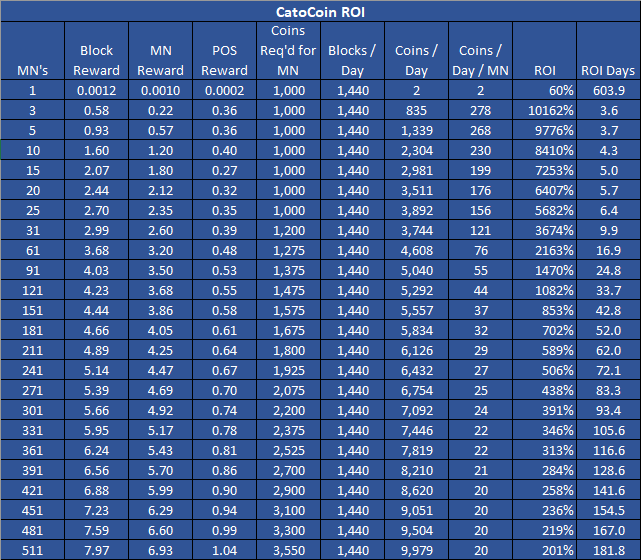 CatoCoin ROI
MN's Block Reward MN Reward POS Reward Coins Req'd for MN Blocks / Day Coins / Day Coins / Day / MN ROI ROI Days
1 0.0012 0.0010 0.0002 1,000 1,440 2 2 60% 603.9
3 0.58 0.22 0.36 1,000 1,440 835 278 10162% 3.6
5 0.93 0.57 0.36 1,000 1,440 1,339 268 9776% 3.7
10 1.60 1.20 0.40 1,000 1,440 2,304 230 8410% 4.3
15 2.07 1.80 0.27 1,000 1,440 2,981 199 7253% 5.0
20 2.44 2.12 0.32 1,000 1,440 3,511 176 6407% 5.7
25 2.70 2.35 0.35 1,000 1,440 3,892 156 5682% 6.4
31 2.99 2.60 0.39 1,200 1,440 3,744 121 3674% 9.9
61 3.68 3.20 0.48 1,275 1,440 4,608 76 2163% 16.9
91 4.03 3.50 0.53 1,375 1,440 5,040 55 1470% 24.8
121 4.23 3.68 0.55 1,475 1,440 5,292 44 1082% 33.7
151 4.44 3.86 0.58 1,575 1,440 5,557 37 853% 42.8
181 4.66 4.05 0.61 1,675 1,440 5,834 32 702% 52.0
211 4.89 4.25 0.64 1,800 1,440 6,126 29 589% 62.0
241 5.14 4.47 0.67 1,925 1,440 6,432 27 506% 72.1
271 5.39 4.69 0.70 2,075 1,440 6,754 25 438% 83.3
301 5.66 4.92 0.74 2,200 1,440 7,092 24 391% 93.4
331 5.95 5.17 0.78 2,375 1,440 7,446 22 346% 105.6
361 6.24 5.43 0.81 2,525 1,440 7,819 22 313% 116.6
391 6.56 5.70 0.86 2,700 1,440 8,210 21 284% 128.6
421 6.88 5.99 0.90 2,900 1,440 8,620 20 258% 141.6
451 7.23 6.29 0.94 3,100 1,440 9,051 20 236% 154.5
481 7.59 6.60 0.99 3,300 1,440 9,504 20 219% 167.0
511 7.97 6.93 1.04 3,550 1,440 9,979 20 201% 181.8